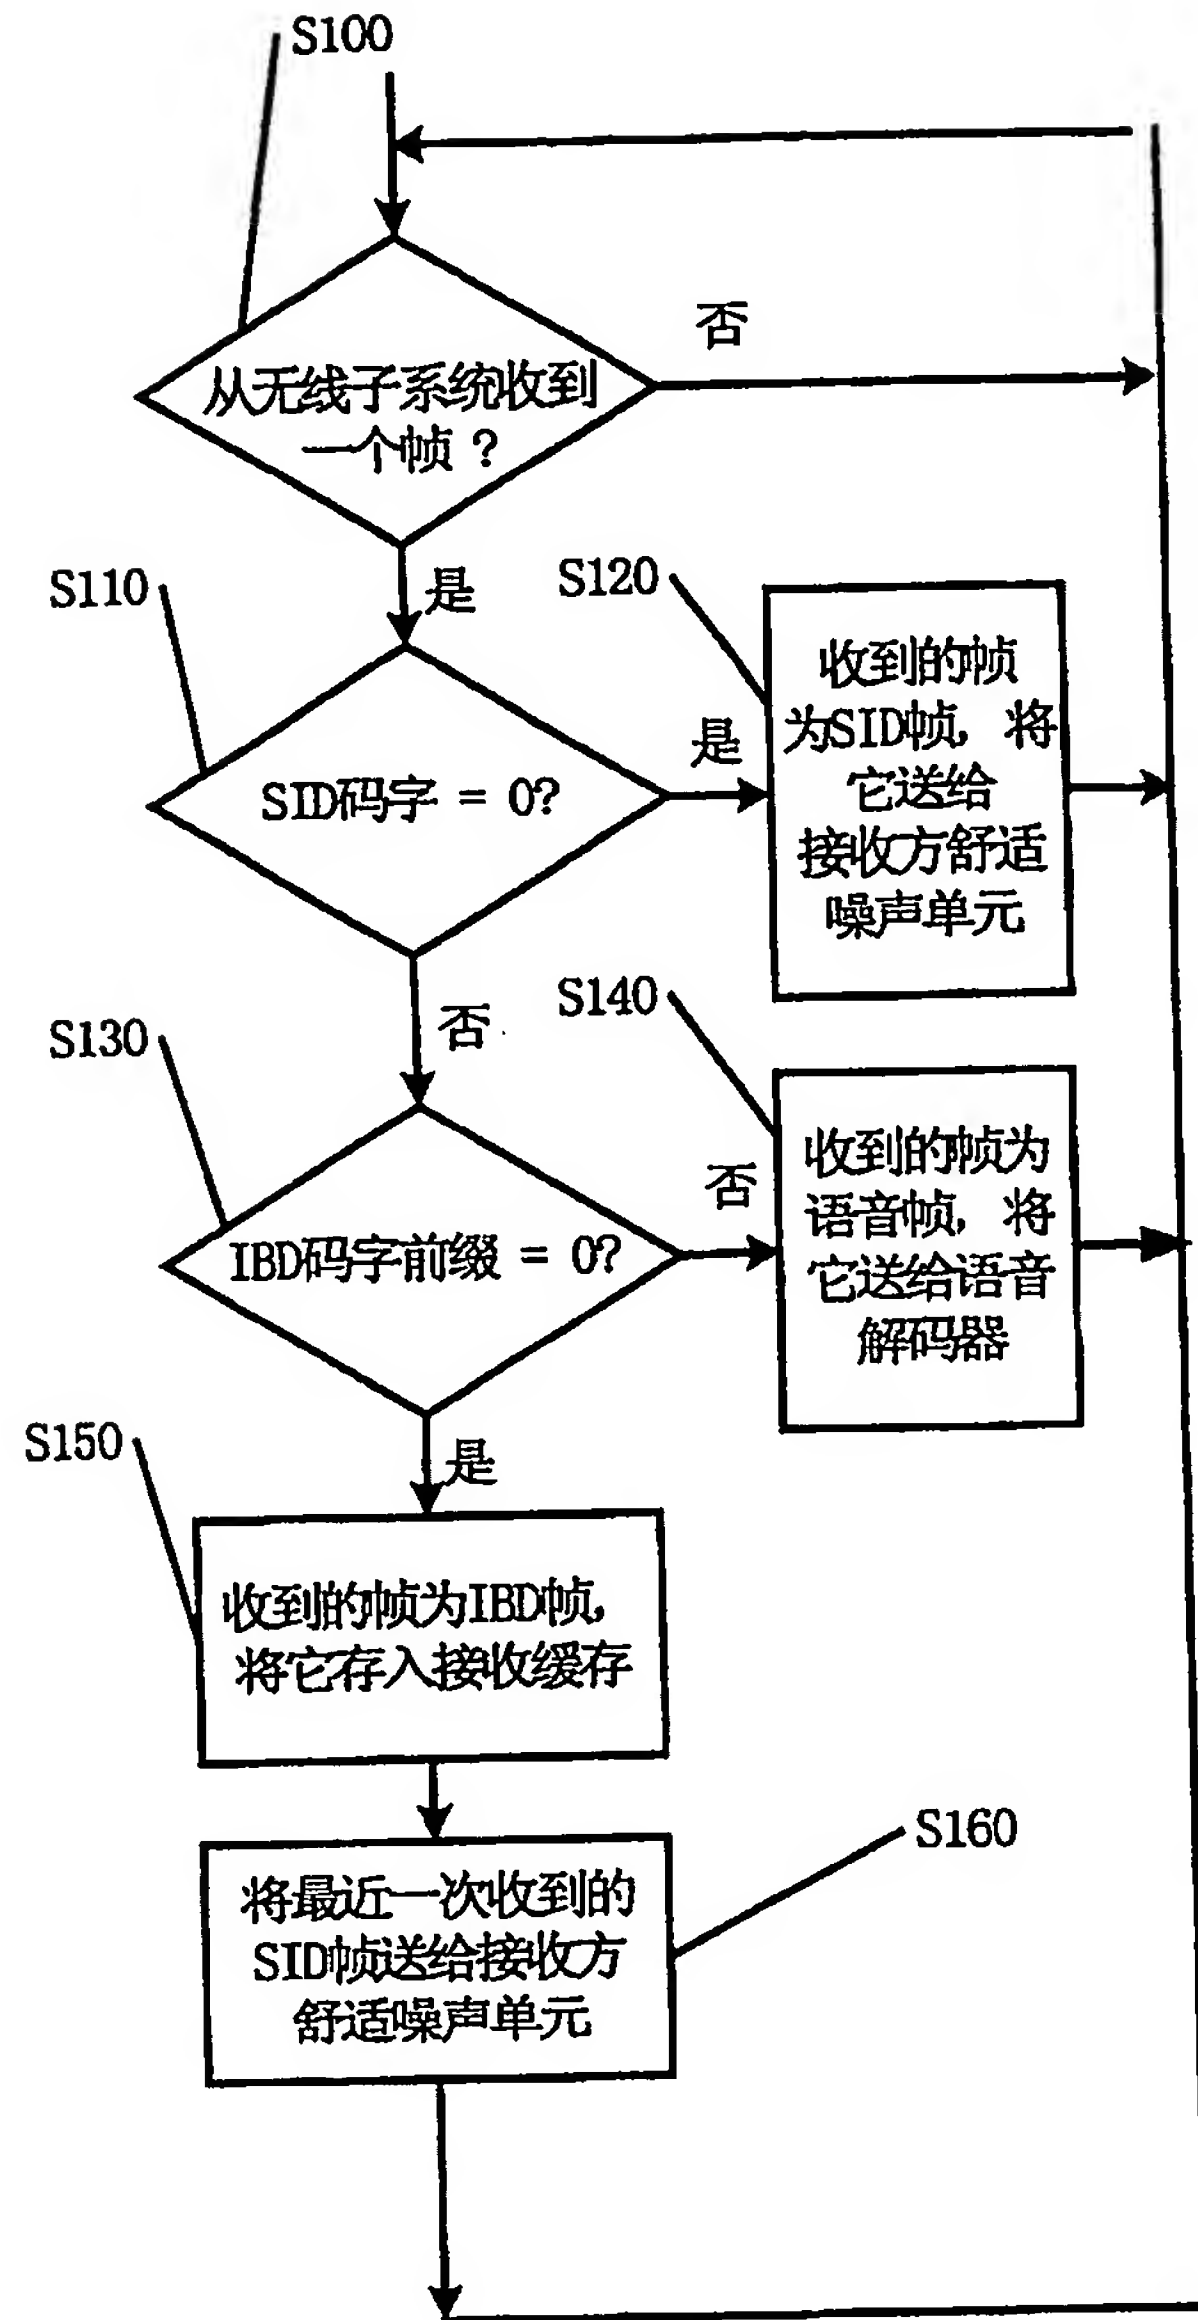 S100
否
从无线子系统收到
一个帧？
S110
是
S120
收到的帧
为SID帧，将
它送给
接收方舒适
噪声单元
是
SID码字 = 0?
S130
否
S140
收到的帧为
语音帧，将
它送给语音
解码器
否
IBD码字前缀 = 0?
S150
是
收到的帧为IBD帧，
将它存入接收缓存
S160
将最近一次收到的
SID帧送给接收方
舒适噪声单元